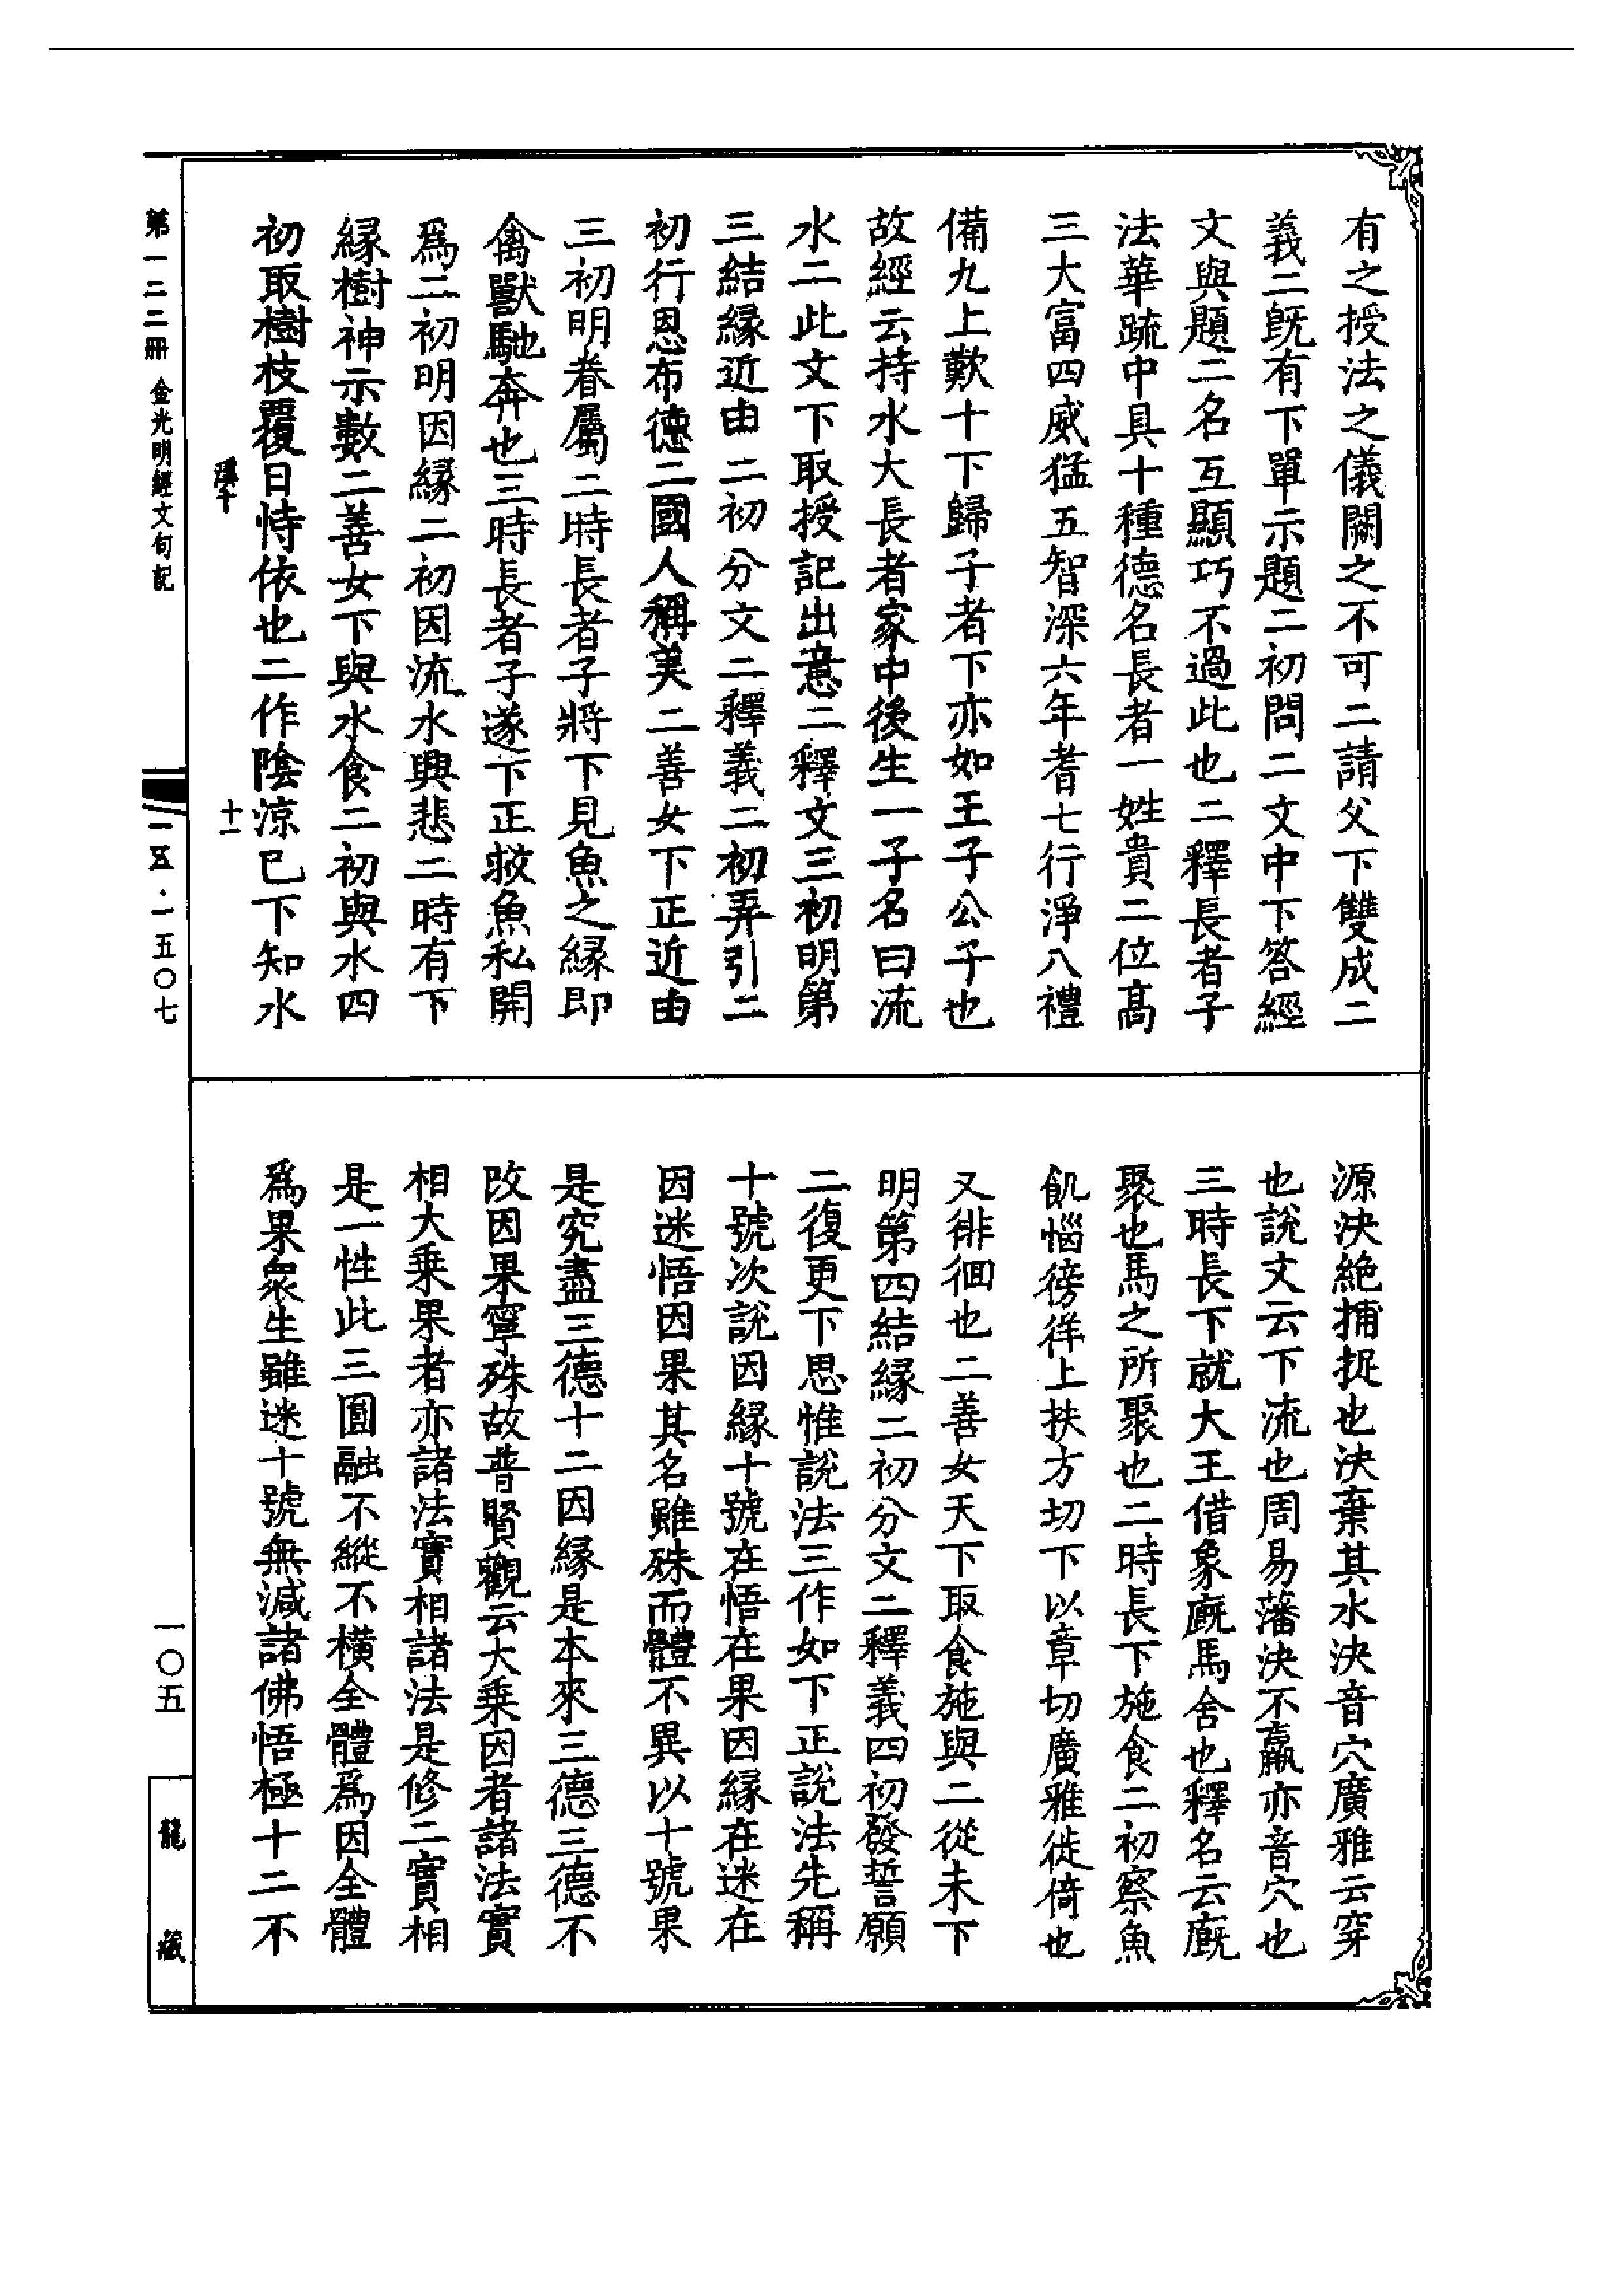 有之授法之儀闕之不可二請父下雙成二
義二既有下單示題二初問二文中下答經
文與題二名互顯巧不過此也二釋長者子
法華疏中具十種德名長者一姓貴二位高
三大富四威猛五智深六年耆七行淨八禮
備九上歎十下歸子者下亦如王子公子也
故經云持水大長者家中後生一子名曰流
水二此文下取授記出意二釋文三初明第
三結緣近由二初分文二釋義二初弄引二
初行恩布德二國人稱美二善女下正近由
三初明眷屬二時長者子將下見魚之緣即
禽獸馳奔也三時長者子遂下正救魚私開
爲二初明因緣二初因流水興悲二時有下
緣樹神示數二善女下與水食二初與水四
初取樹枝覆日恃依也二作陰涼已下知水
源決絕捕捉也決棄其水決音穴廣雅云穿
也說文云下流也周易藩決不羸亦音穴也
三時長下就大王借象廐馬舍也釋名云廐
聚也馬之所聚也二時長下施食二初察魚
飢惱徬徉上扶方切下以章切廣雅徙倚也
又徘徊也二善女天下取食施與二從未下
明第四結緣二初分文二釋義四初發誓願
二復更下思惟說法三作如下正說法先稱
十號次說因緣十號在悟在果因緣在迷在
因迷悟因果其名雖殊而體不異以十號果
是究盡三德十二因緣是本來三德三德不
改因果寧殊故普賢觀云大乘因者諸法實
相大乘果者亦諸法實相諸法是修二實相
是一性此三圓融不縱不橫全體爲因全體
爲果衆生雖迷十號無減諸佛悟極十二不
漢十
十一
第一二二冊 金光明經文句記
一五·一五〇七
一〇五
龍藏